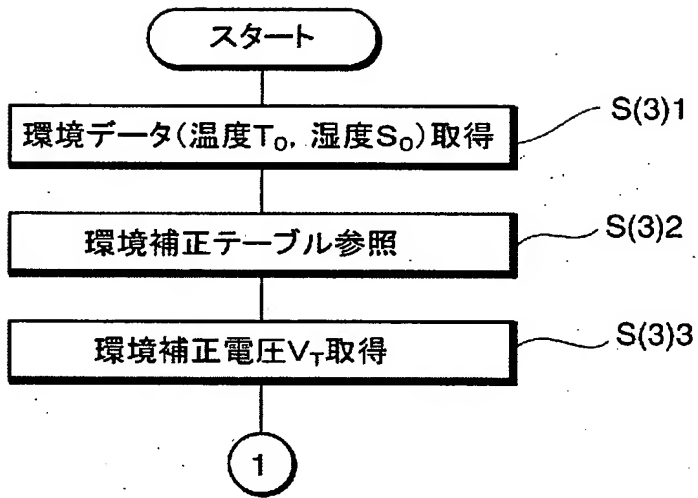 スタート
環境データ(温度T₀, 湿度S₀)取得
S(3)1
環境補正テーブル参照
S(3)2
環境補正電圧V_T取得
S(3)3
1